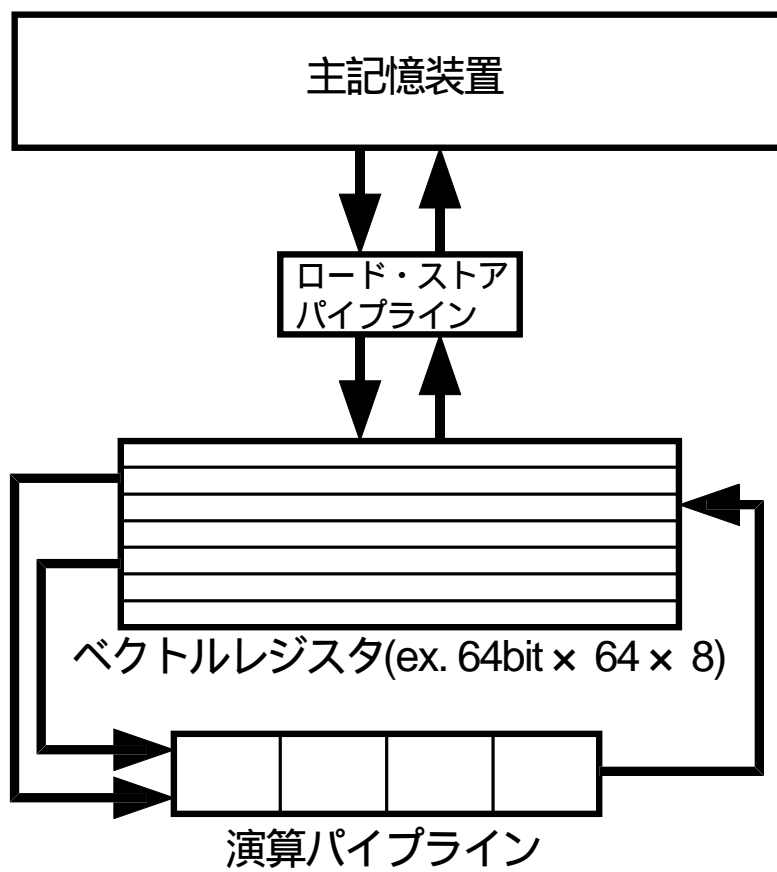 主記憶装置
ロード・ストア
パイプライン
ベクトルレジスタ(ex. 64bit × 64 × 8)
演算パイプライン